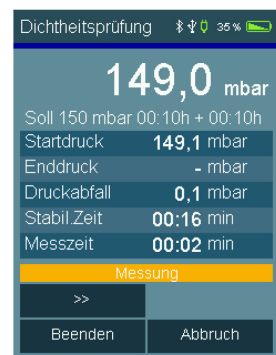 Dichtheitsprüfung 35 %
149,0 mbar
Soll 150 mbar 00:10h + 00:10h
Startdruck 149,1 mbar
Enddruck - mbar
Druckabfall 0,1 mbar
Stabil.Zeit 00:16 min
Messzeit 00:02 min
Messung
>>
Beenden Abbruch